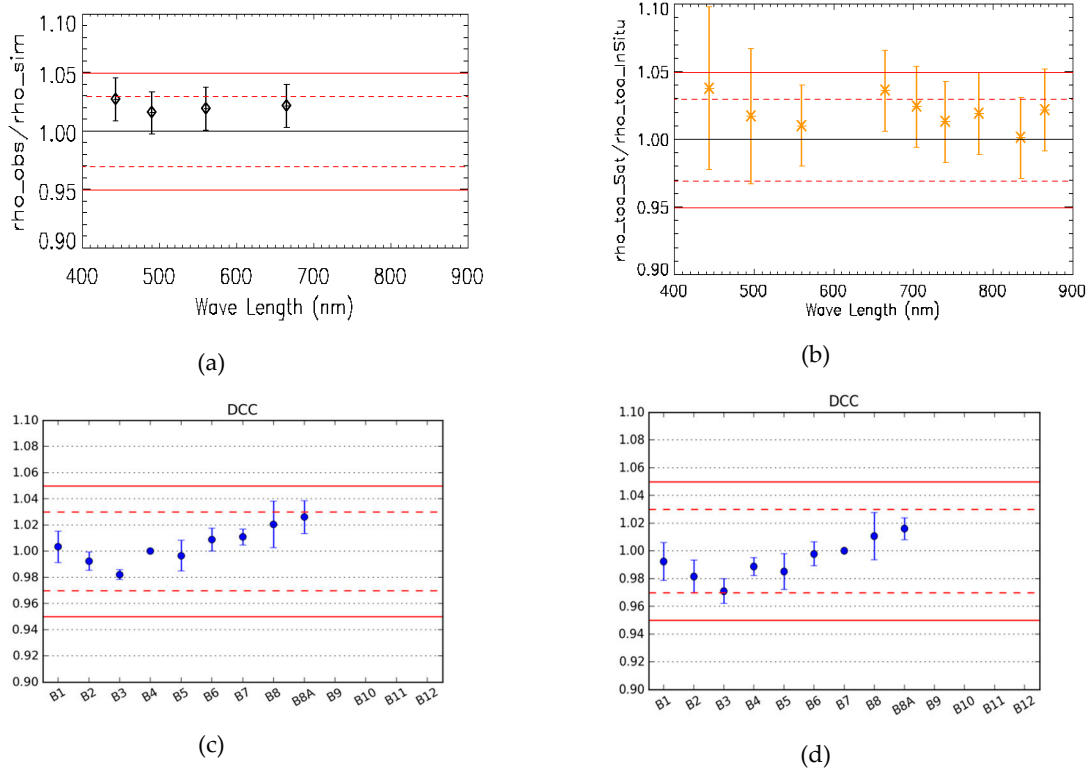 1.10
1.05
1.00
0.95
0.90
rho_obs/rho_sim
400 500 600 700 800 900
Wave Length (nm)
(a)
1.10
1.05
1.00
0.95
0.90
rho_toa_Sat/rho_toa_InSitu
400 500 600 700 800 900
Wave Length (nm)
(b)
DCC
1.10
1.08
1.06
1.04
1.02
1.00
0.98
0.96
0.94
0.92
0.90
B1 B2 B3 B4 B5 B6 B7 B8 B8A B9 B10 B11 B12
(c)
DCC
1.10
1.08
1.06
1.04
1.02
1.00
0.98
0.96
0.94
0.92
0.90
B1 B2 B3 B4 B5 B6 B7 B8 B8A B9 B10 B11 B12
(d)